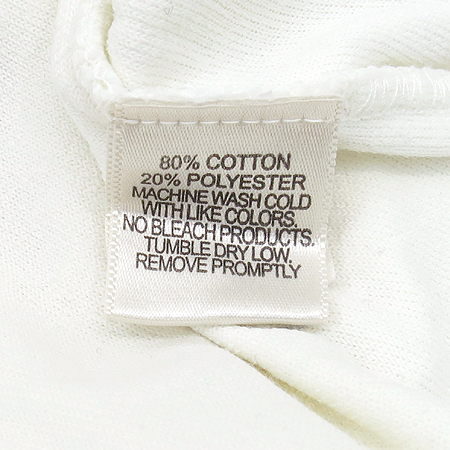 80% COTTON
20% POLYESTER
MACHINE WASH COLD
WITH LIKE COLORS.
NO BLEACH PRODUCTS.
TUMBLE DRY LOW.
REMOVE PROMPTLY